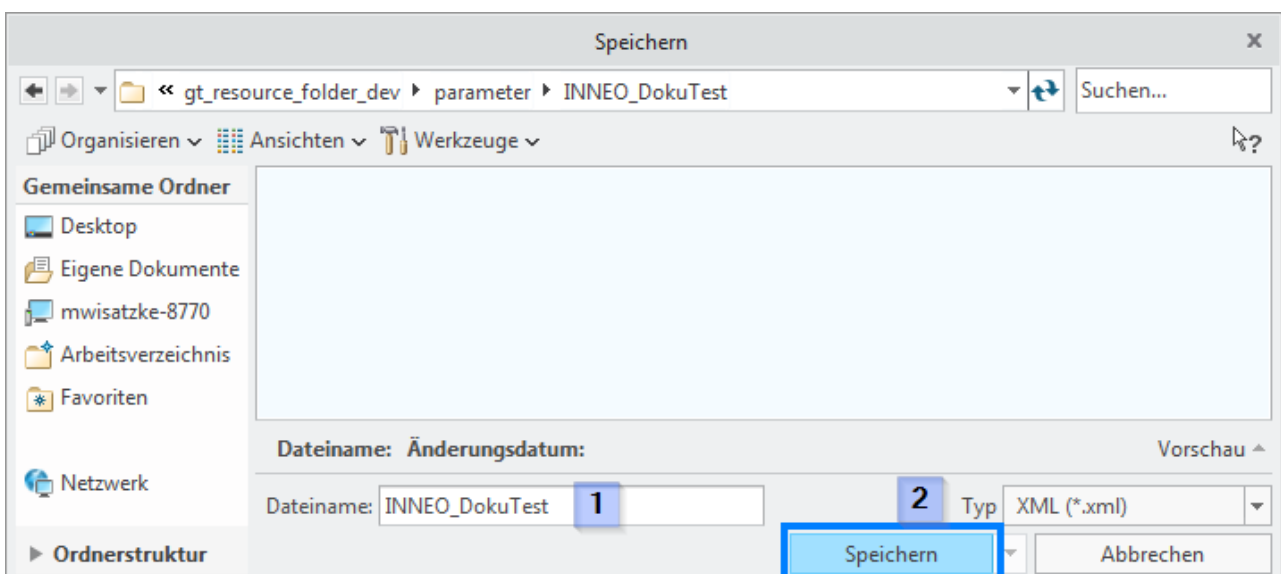 Speichern
« gt_resource_folder_dev parameter INNEO_DokuTest Suchen...
Organisieren Ansichten Werkzeuge ?
Gemeinsame Ordner
Desktop
Eigene Dokumente
mwisatzke-8770
Arbeitsverzeichnis
Favoriten
Netzwerk
Ordnerstruktur
Dateiname: Änderungsdatum: Vorschau
Dateiname: INNEO_DokuTest 1 2 Typ XML (*.xml)
Speichern Abbrechen